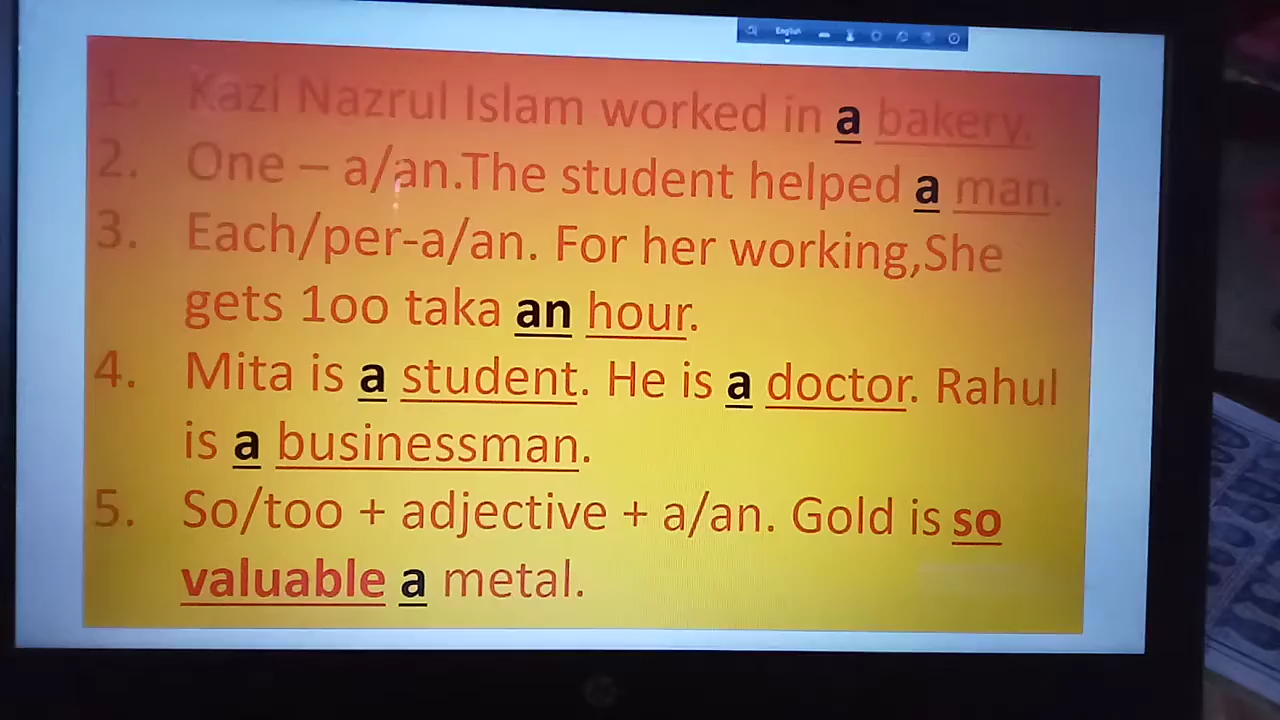 English
1. Kazi Nazrul Islam worked in a bakery.
2. One – a/an.The student helped a man.
3. Each/per-a/an. For her working,She
gets 1oo taka an hour.
4. Mita is a student. He is a doctor. Rahul
is a businessman.
5. So/too + adjective + a/an. Gold is so
valuable a metal.